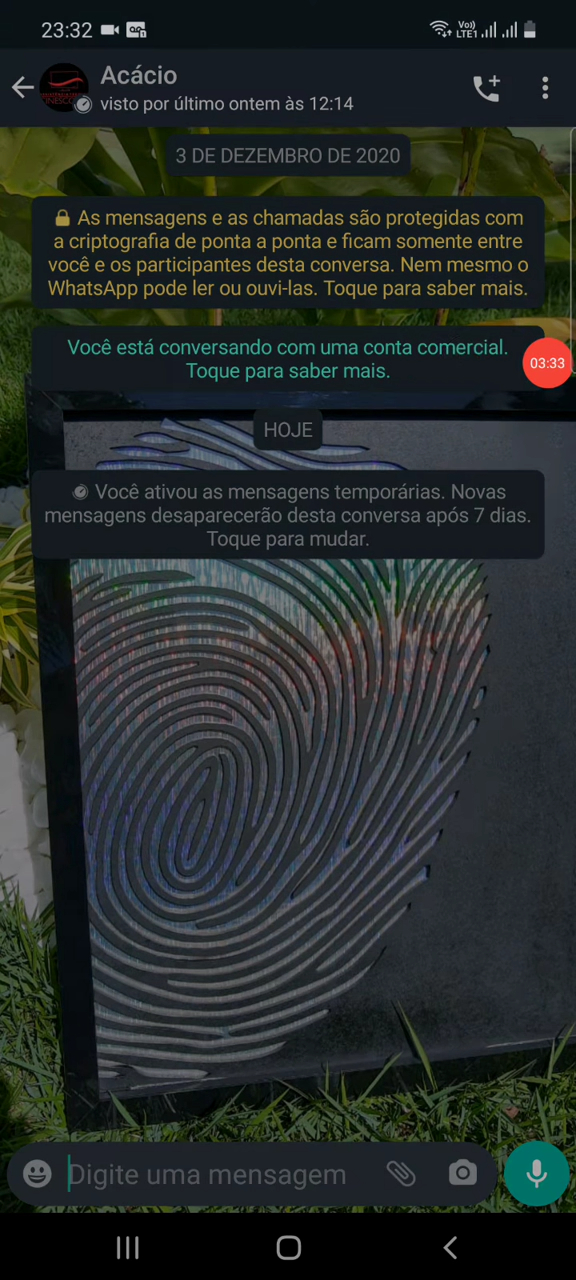 23:32
Vo))
LTE1
Acácio
visto por último ontem às 12:14
3 DE DEZEMBRO DE 2020
As mensagens e as chamadas são protegidas com
a criptografia de ponta a ponta e ficam somente entre
você e os participantes desta conversa. Nem mesmo o
WhatsApp pode ler ou ouvi-las. Toque para saber mais.
Você está conversando com uma conta comercial.
Toque para saber mais.
03:33
HOJE
Você ativou as mensagens temporárias. Novas
mensagens desaparecerão desta conversa após 7 dias.
Toque para mudar.
Digite uma mensagem